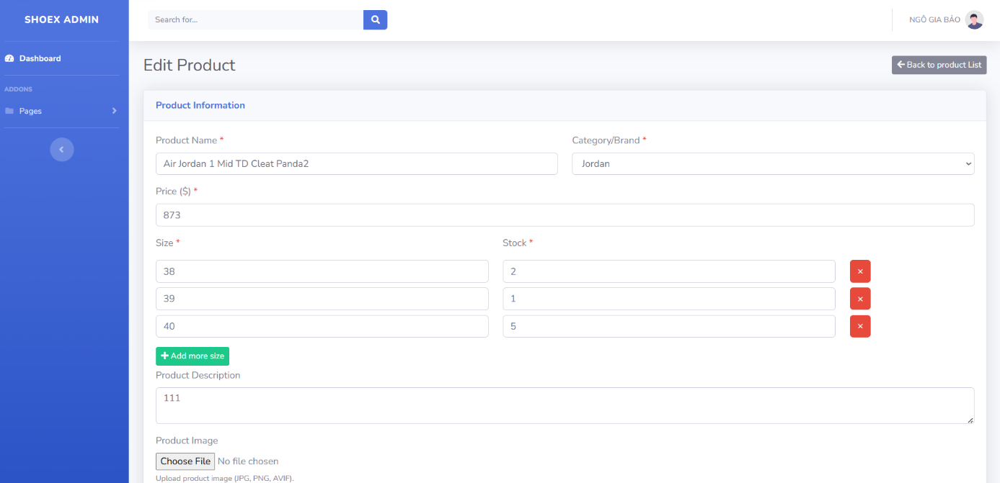 SHOEX ADMIN
Search for...
NGÔ GIA BẢO
Dashboard
ADDONS
Pages
Edit Product
Back to product List
Product Information
Product Name *
Category/Brand *
Air Jordan 1 Mid TD Cleat Panda2
Jordan
Price ($) *
873
Size *
Stock *
38
2
×
39
1
×
40
5
×
Add more size
Product Description
111
Product Image
Choose File No file chosen
Upload product image (JPG, PNG, AVIF).